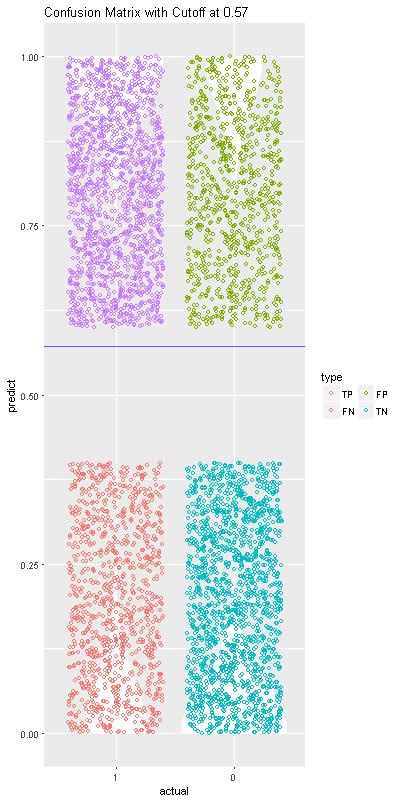 Confusion Matrix with Cutoff at 0.57
1.00
0.75
0.50
0.25
0.00
predict
1 0
actual
type
TP FP
FN TN